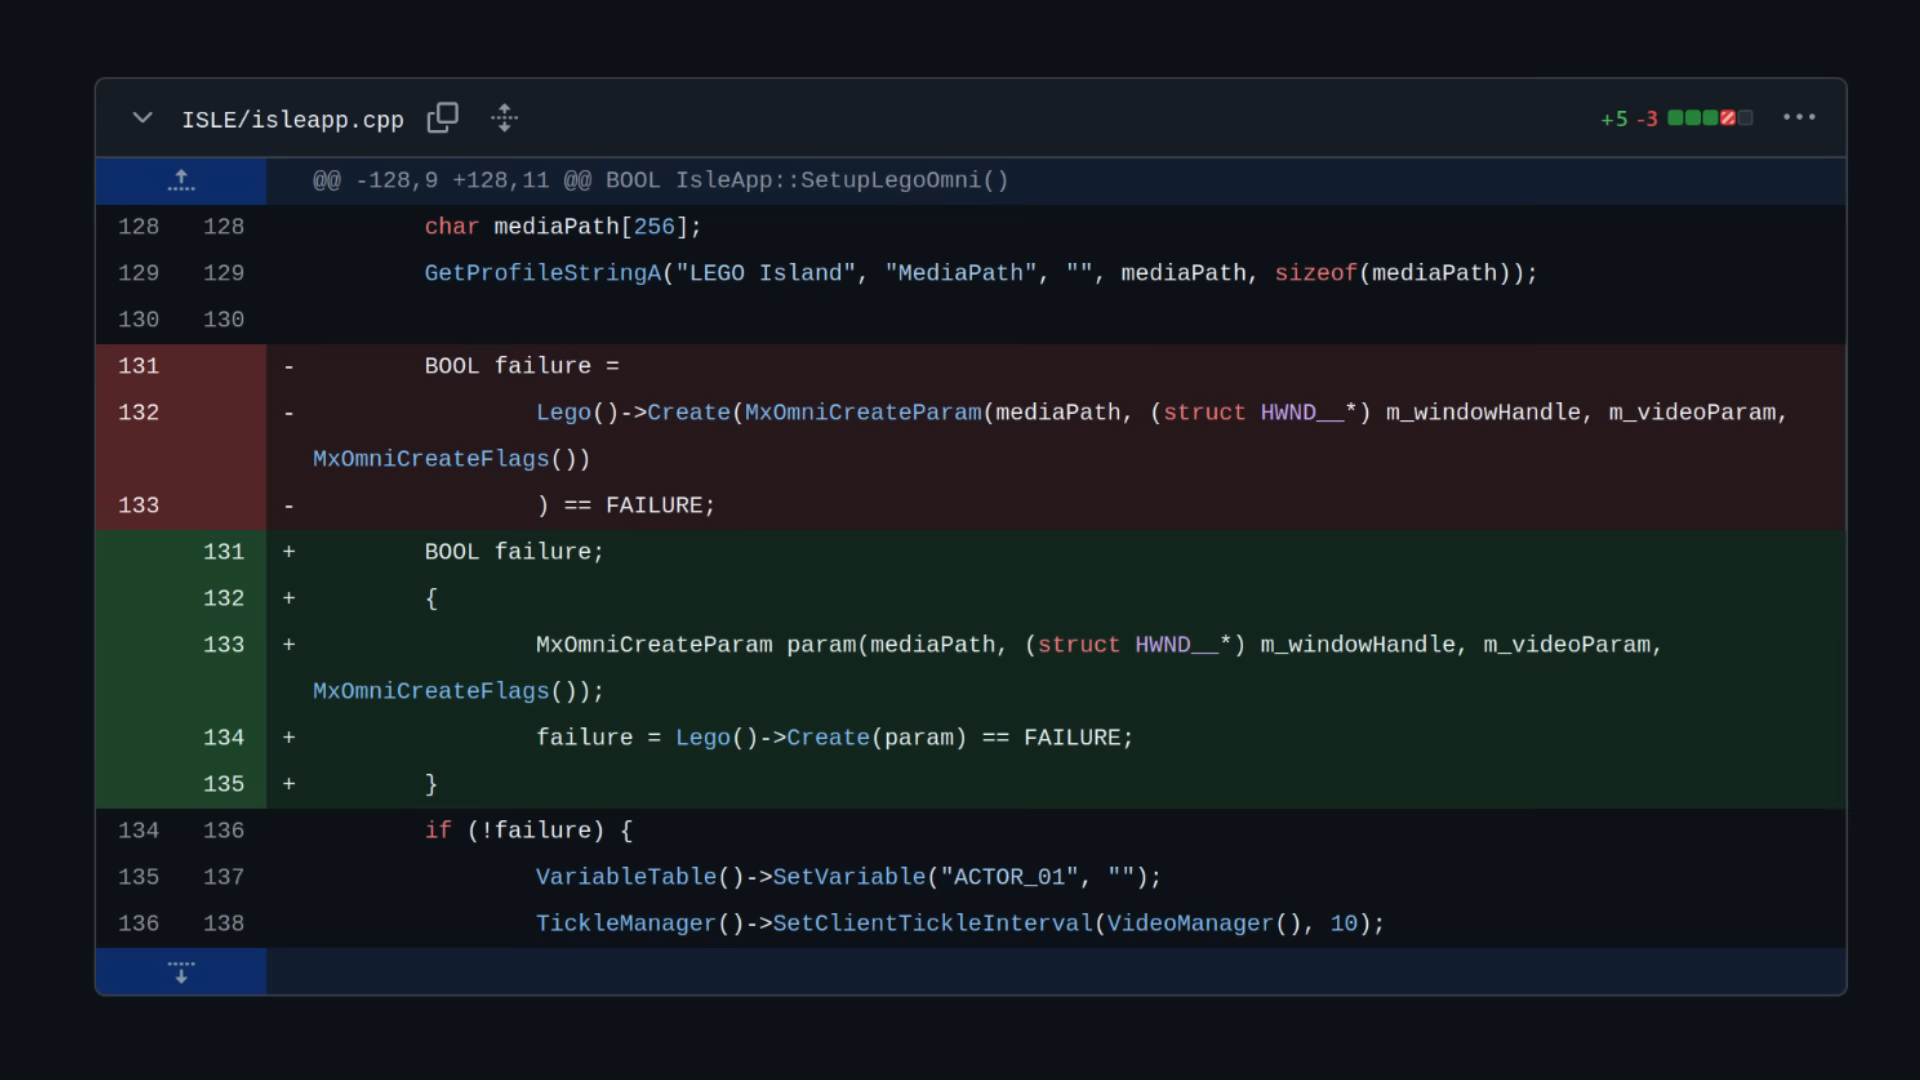 ISLE/isleapp.cpp +5 -3
@@ -128,9 +128,11 @@ BOOL IsleApp::SetupLegoOmni()
128 128 char mediaPath[256];
129 129 GetProfileStringA("LEGO Island", "MediaPath", "", mediaPath, sizeof(mediaPath));
130 130
131 - BOOL failure =
132 - Lego()->Create(MxOmniCreateParam(mediaPath, (struct HWND__*) m_windowHandle, m_videoParam,
MxOmniCreateFlags())
133 - ) == FAILURE;
131 + BOOL failure;
132 + {
133 + MxOmniCreateParam param(mediaPath, (struct HWND__*) m_windowHandle, m_videoParam,
MxOmniCreateFlags());
134 + failure = Lego()->Create(param) == FAILURE;
135 + }
134 136 if (!failure) {
135 137 VariableTable()->SetVariable("ACTOR_01", "");
136 138 TickleManager()->SetClientTickleInterval(VideoManager(), 10);